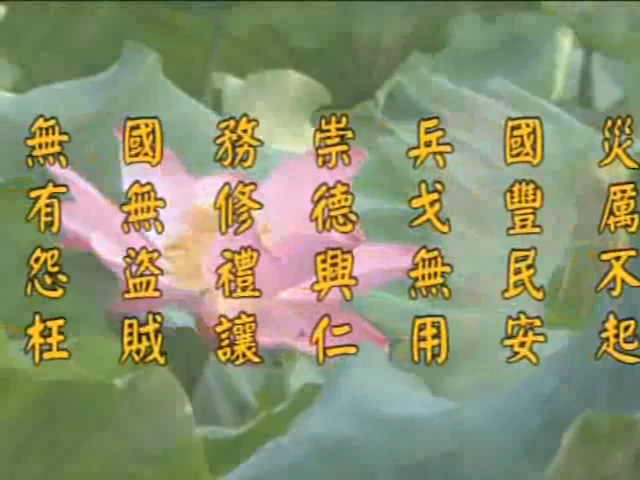 災厲不起
國豐民安
兵戈無用
崇德興仁
務修禮讓
國無盜賊
無有怨枉